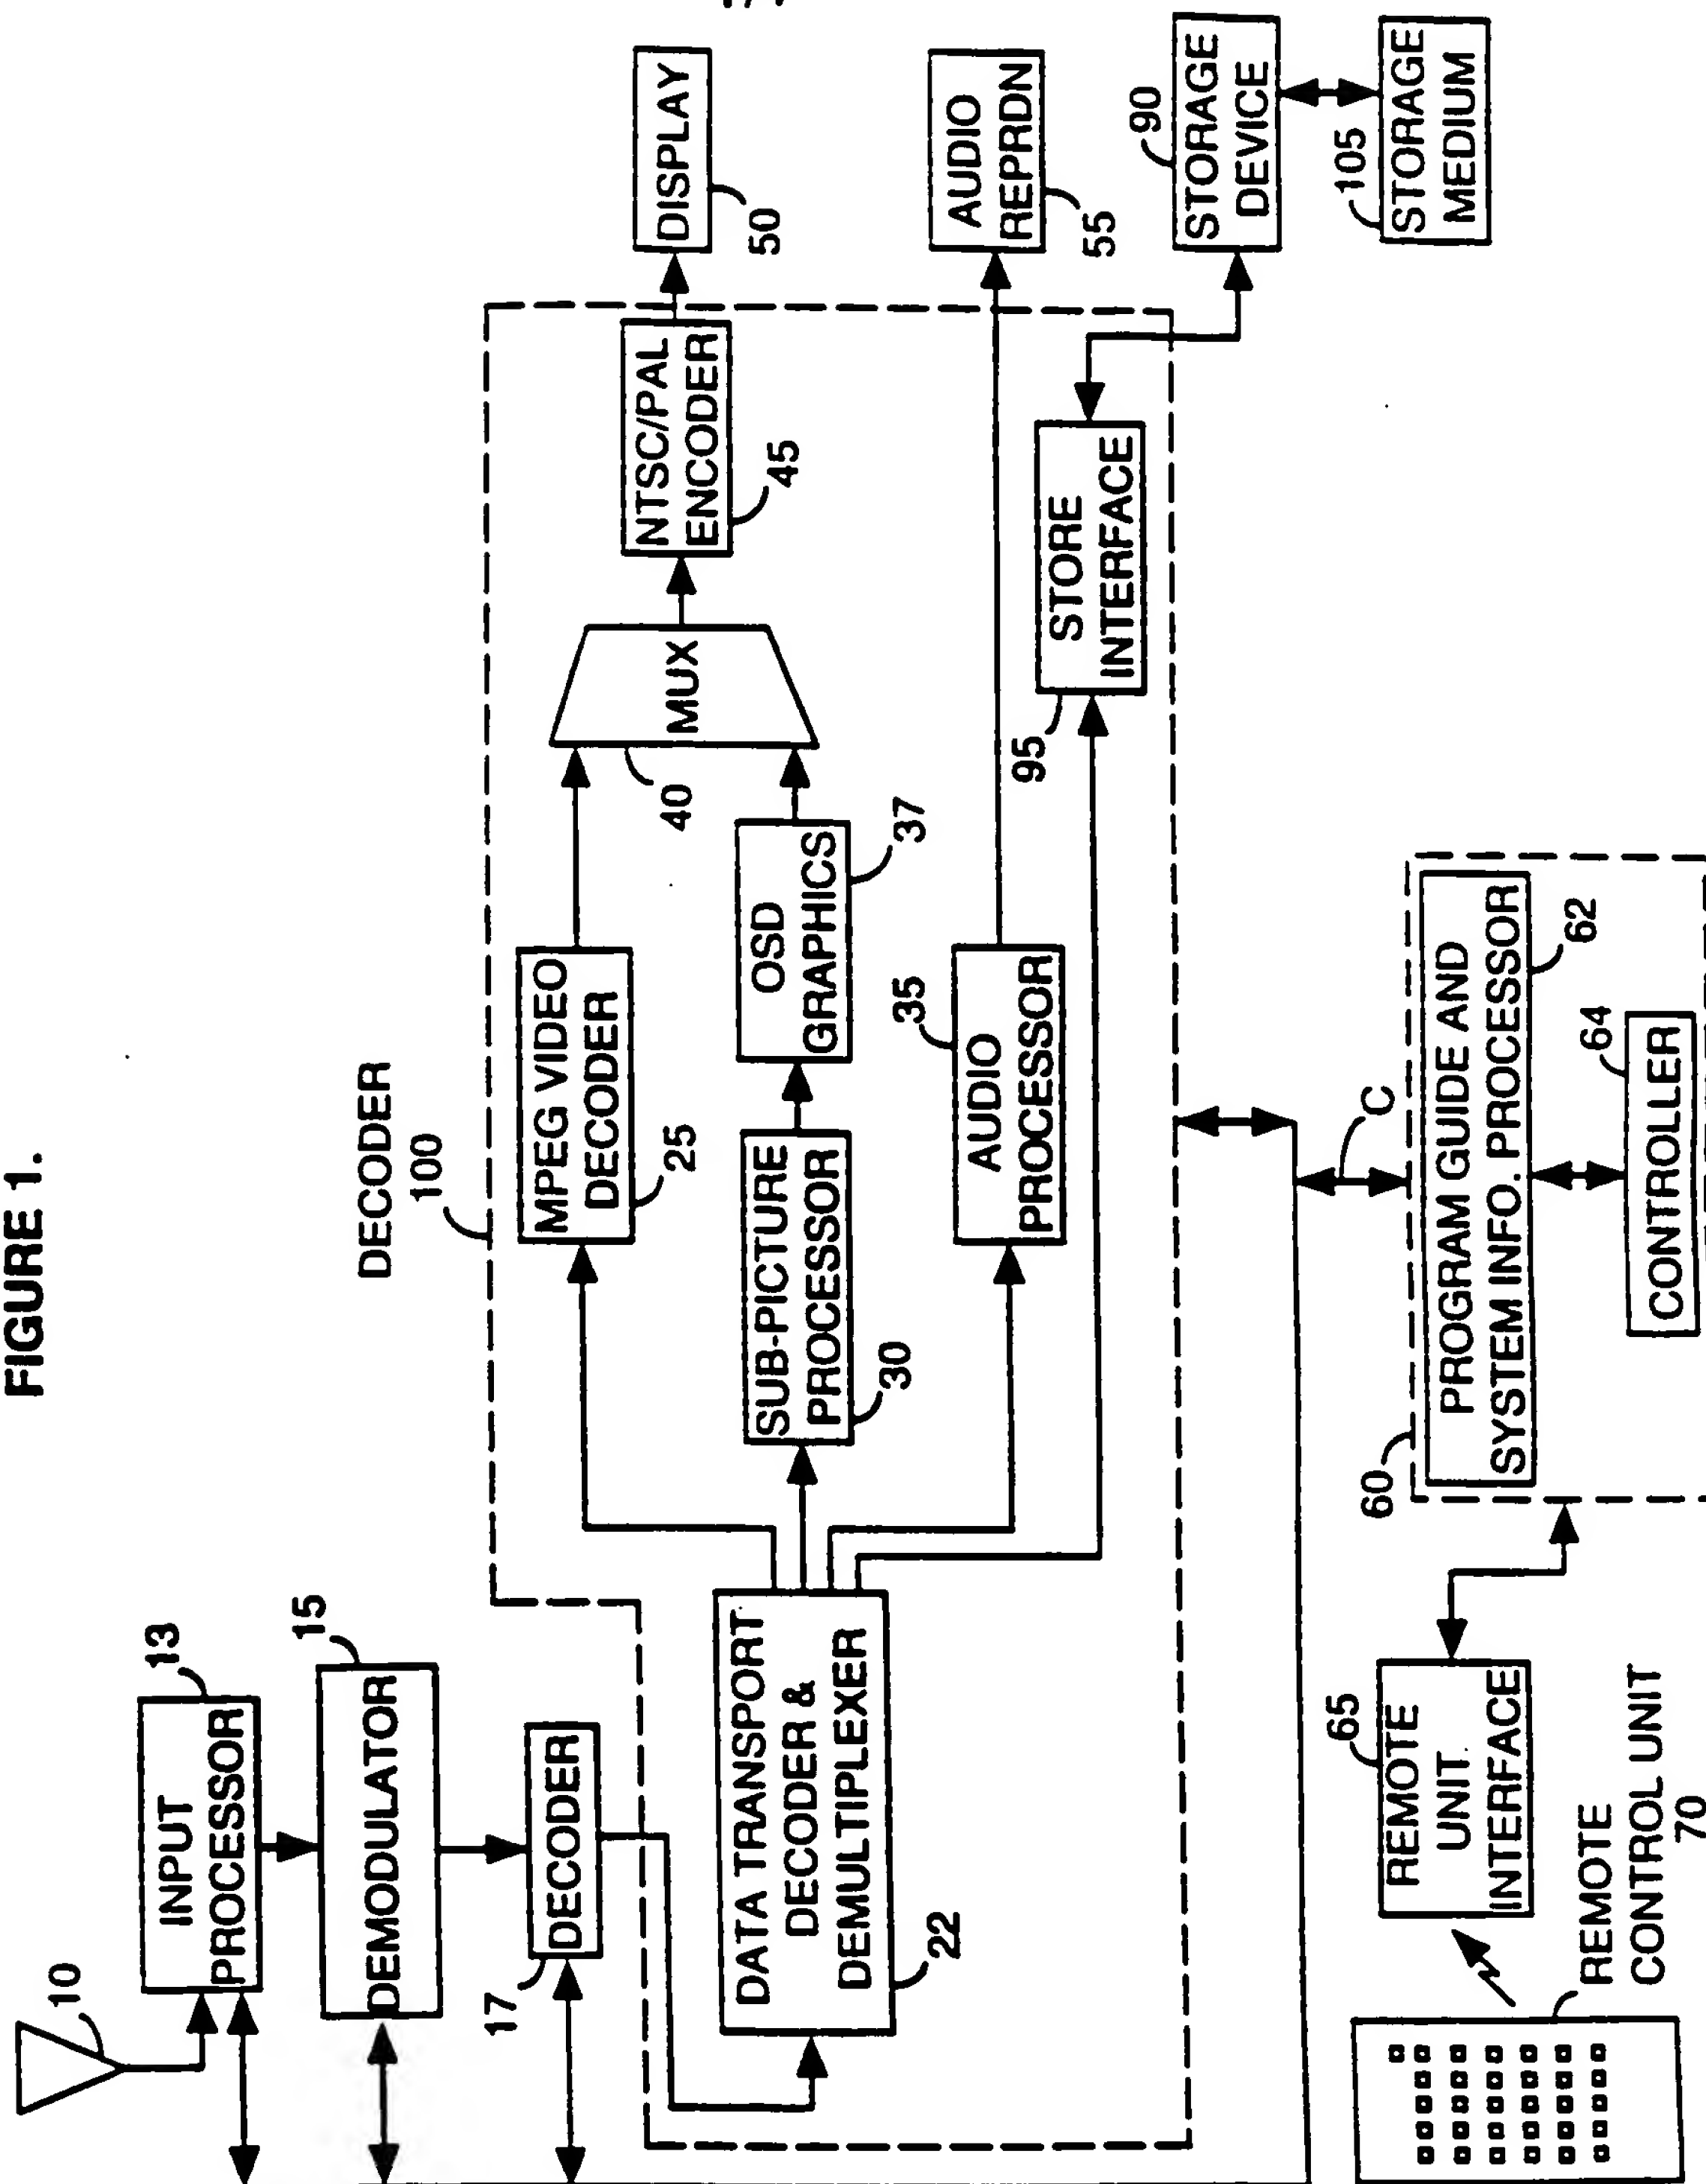 FIGURE 1.
10
INPUT
PROCESSOR
13
DEMODULATOR
15
17
DECODER
DECODER
100
DATA TRANSPORT
DECODER &
DEMULTIPLEXER
22
MPEG VIDEO
DECODER
25
SUB-PICTURE
PROCESSOR
30
OSD
GRAPHICS
37
40
MUX
NTSC/PAL
ENCODER
45
DISPLAY
50
AUDIO
PROCESSOR
35
AUDIO
REPRDN
55
95
STORE
INTERFACE
90
STORAGE
DEVICE
105
STORAGE
MEDIUM
C
60
PROGRAM GUIDE AND
SYSTEM INFO. PROCESSOR
62
64
CONTROLLER
65
REMOTE
UNIT
INTERFACE
REMOTE
CONTROL UNIT
70